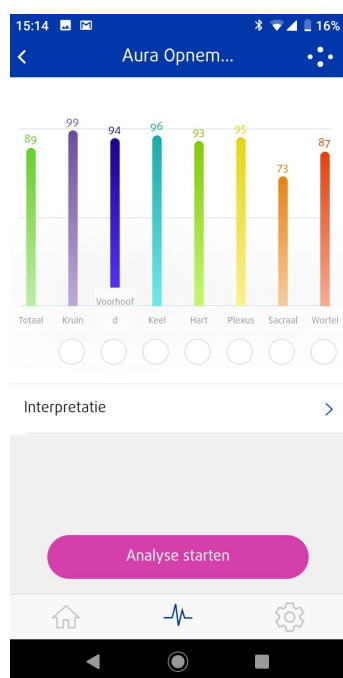 15:14 16%
Aura Opnem...
89 99 94 96 93 95 73 87
Voorhoof
Totaal Kruin d Keel Hart Plexus Sacraal Wortel
Interpretatie
Analyse starten